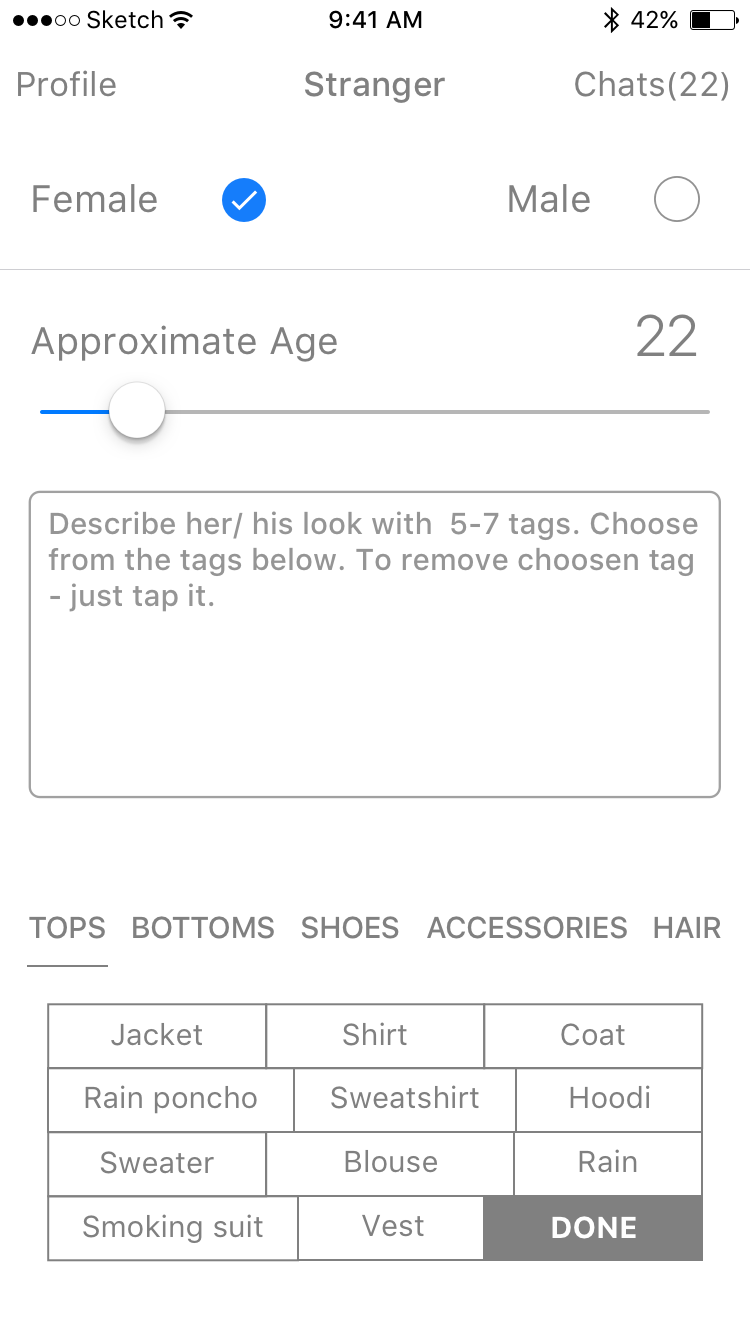 Sketch 9:41 AM 42%
Profile Stranger Chats(22)
Female Male
Approximate Age 22
Describe her/ his look with  5-7 tags. Choose
from the tags below. To remove choosen tag
- just tap it.
TOPS BOTTOMS SHOES ACCESSORIES HAIR
Jacket Shirt Coat
Rain poncho Sweatshirt Hoodi
Sweater Blouse Rain
Smoking suit Vest DONE